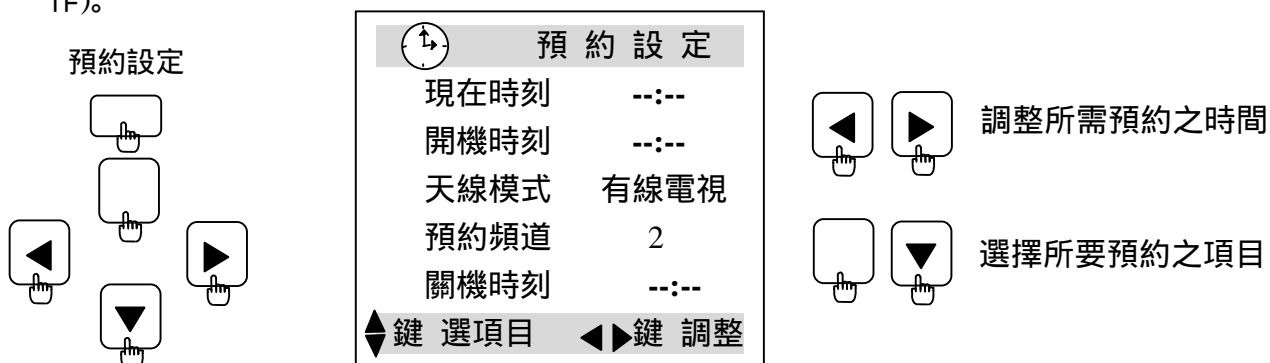 1F)。
預約設定
預 約 設 定
現在時刻 --:--
開機時刻 --:--
天線模式 有線電視
預約頻道 2
關機時刻 --:--
鍵 選項目 鍵 調整
調整所需預約之時間
選擇所要預約之項目